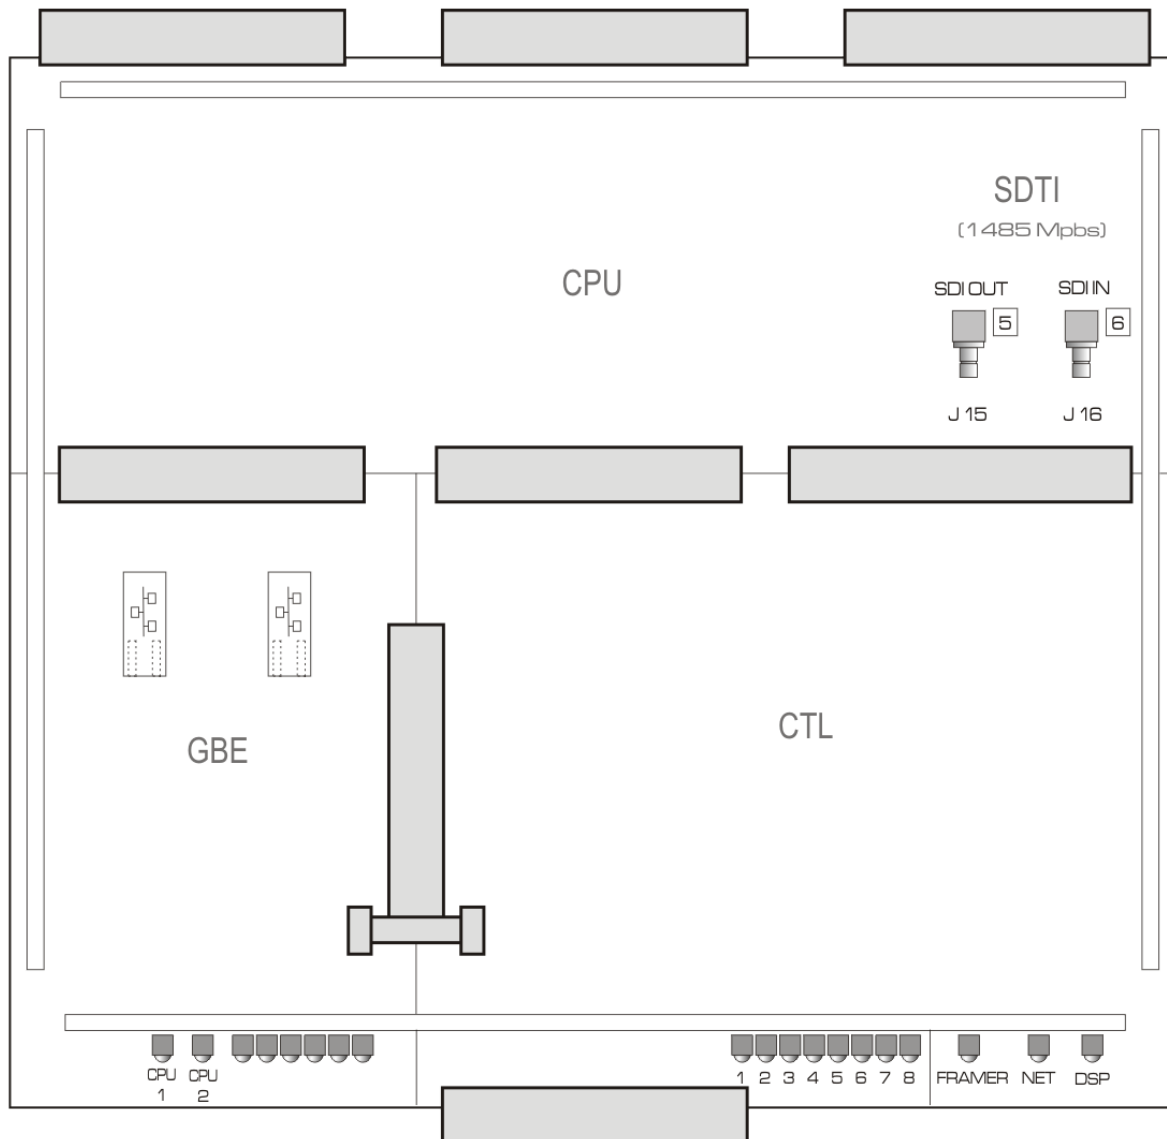 SDTI
(1485 Mpbs)
CPU
SDI OUT
SDI IN
5
6
J 15
J 16
GBE
CTL
CPU
1
CPU
2
1 2 3 4 5 6 7 8
FRAMER NET DSP